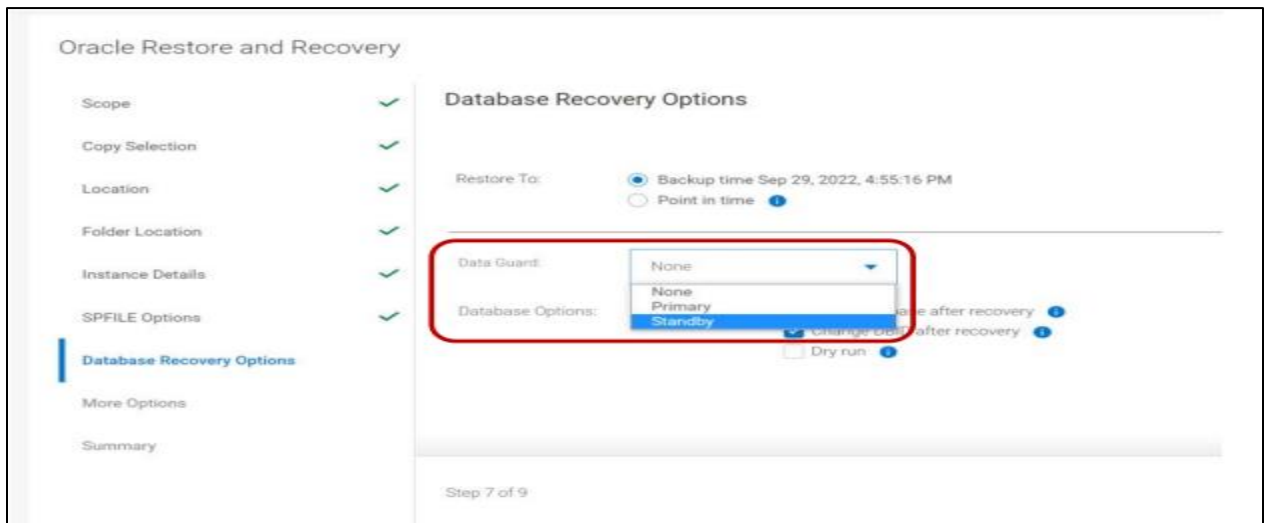 Oracle Restore and Recovery
Scope
Copy Selection
Location
Folder Location
Instance Details
SPFILE Options
Database Recovery Options
More Options
Summary
Database Recovery Options
Restore To:
Backup time Sep 29, 2022, 4:55:16 PM
Point in time
Data Guard:
None
None
Primary
Standby
Database Options:
after recovery
Change DBID after recovery
Dry run
Step 7 of 9